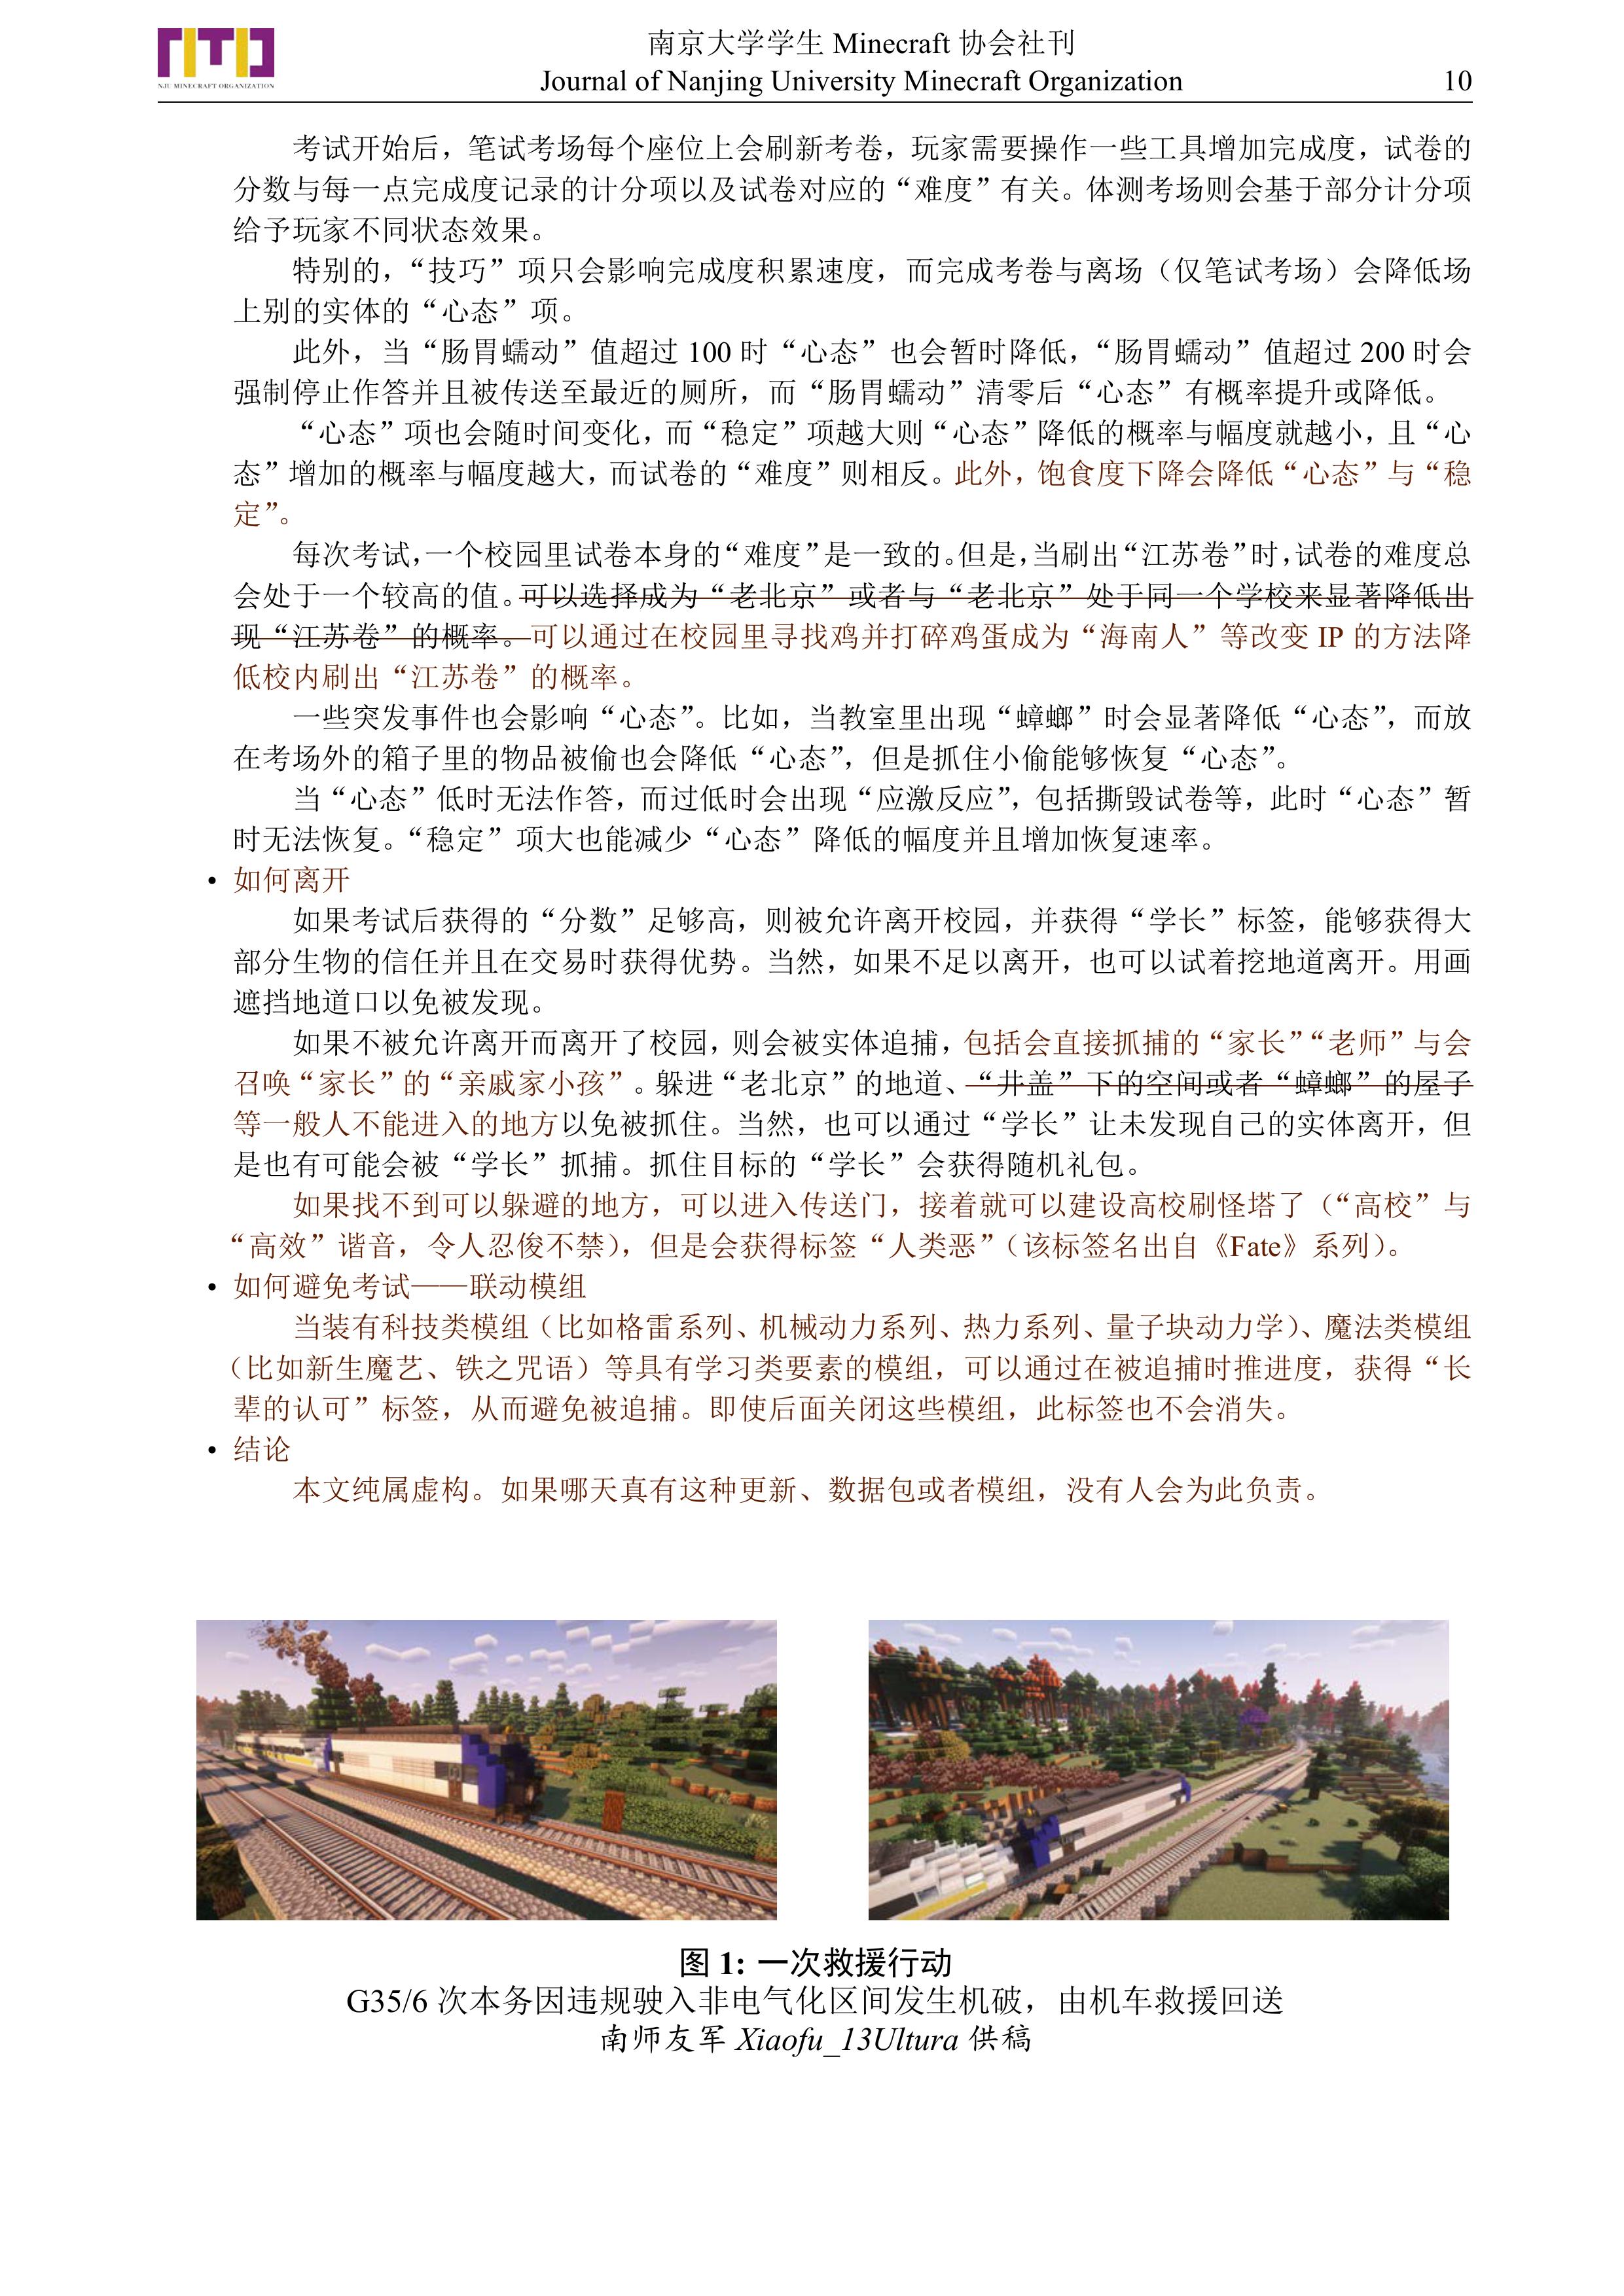 NJU MINECRAFT ORGANIZATION
南京大学学生 Minecraft 协会社刊
Journal of Nanjing University Minecraft Organization
10
考试开始后，笔试考场每个座位上会刷新考卷，玩家需要操作一些工具增加完成度，试卷的
分数与每一点完成度记录的计分项以及试卷对应的“难度”有关。体测考场则会基于部分计分项
给予玩家不同状态效果。
特别的，“技巧”项只会影响完成度积累速度，而完成考卷与离场（仅笔试考场）会降低场
上别的实体的“心态”项。
此外，当“肠胃蠕动”值超过 100 时“心态”也会暂时降低，“肠胃蠕动”值超过 200 时会
强制停止作答并且被传送至最近的厕所，而“肠胃蠕动”清零后“心态”有概率提升或降低。
“心态”项也会随时间变化，而“稳定”项越大则“心态”降低的概率与幅度就越小，且“心
态”增加的概率与幅度越大，而试卷的“难度”则相反。此外，饱食度下降会降低“心态”与“稳
定”。
每次考试，一个校园里试卷本身的“难度”是一致的。但是，当刷出“江苏卷”时，试卷的难度总
会处于一个较高的值。可以选择成为“老北京”或者与“老北京”处于同一个学校来显著降低出
现“江苏卷”的概率。可以通过在校园里寻找鸡并打碎鸡蛋成为“海南人”等改变 IP 的方法降
低校内刷出“江苏卷”的概率。
一些突发事件也会影响“心态”。比如，当教室里出现“蟑螂”时会显著降低“心态”，而放
在考场外的箱子里的物品被偷也会降低“心态”，但是抓住小偷能够恢复“心态”。
当“心态”低时无法作答，而过低时会出现“应激反应”，包括撕毁试卷等，此时“心态”暂
时无法恢复。“稳定”项大也能减少“心态”降低的幅度并且增加恢复速率。
• 如何离开
如果考试后获得的“分数”足够高，则被允许离开校园，并获得“学长”标签，能够获得大
部分生物的信任并且在交易时获得优势。当然，如果不足以离开，也可以试着挖地道离开。用画
遮挡地道口以免被发现。
如果不被允许离开而离开了校园，则会被实体追捕，包括会直接抓捕的“家长”“老师”与会
召唤“家长”的“亲戚家小孩”。躲进“老北京”的地道、“井盖”下的空间或者“蟑螂”的屋子
等一般人不能进入的地方以免被抓住。当然，也可以通过“学长”让未发现自己的实体离开，但
是也有可能会被“学长”抓捕。抓住目标的“学长”会获得随机礼包。
如果找不到可以躲避的地方，可以进入传送门，接着就可以建设高校刷怪塔了（“高校”与
“高效”谐音，令人忍俊不禁），但是会获得标签“人类恶”（该标签名出自《Fate》系列）。
• 如何避免考试——联动模组
当装有科技类模组（比如格雷系列、机械动力系列、热力系列、量子块动力学）、魔法类模组
（比如新生魔艺、铁之咒语）等具有学习类要素的模组，可以通过在被追捕时推进度，获得“长
辈的认可”标签，从而避免被追捕。即使后面关闭这些模组，此标签也不会消失。
• 结论
本文纯属虚构。如果哪天真有这种更新、数据包或者模组，没有人会为此负责。
图 1: 一次救援行动
G35/6 次本务因违规驶入非电气化区间发生机破，由机车救援回送
南师友军 Xiaofu_13Ultura 供稿